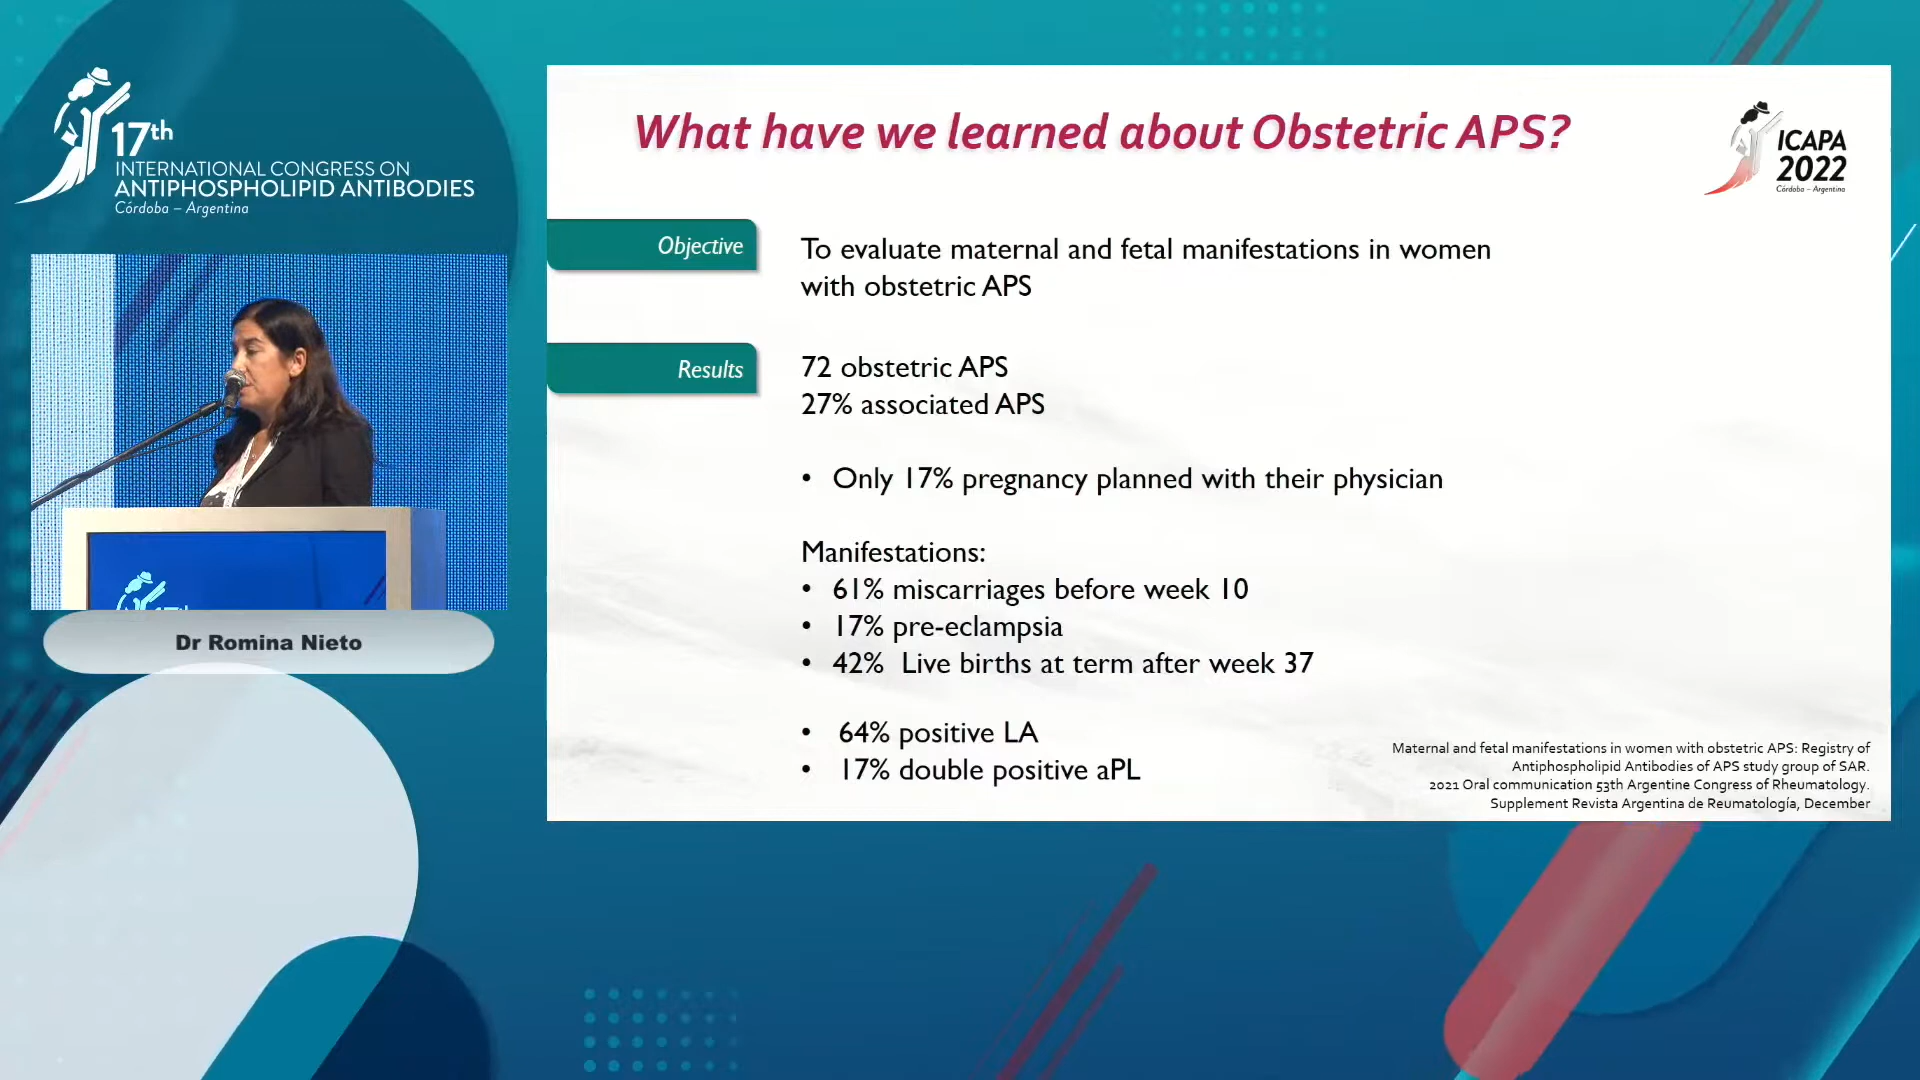 17th
INTERNATIONAL CONGRESS ON
ANTIPHOSPHOLIPID ANTIBODIES
Córdoba – Argentina
Dr Romina Nieto
What have we learned about Obstetric APS?
ICAPA
2022
Córdoba – Argentina
Objective
To evaluate maternal and fetal manifestations in women
with obstetric APS
Results
72 obstetric APS
27% associated APS
• Only 17% pregnancy planned with their physician
Manifestations:
• 61% miscarriages before week 10
• 17% pre-eclampsia
• 42% Live births at term after week 37
• 64% positive LA
• 17% double positive aPL
Maternal and fetal manifestations in women with obstetric APS: Registry of
Antiphospholipid Antibodies of APS study group of SAR.
2021 Oral communication 53th Argentine Congress of Rheumatology.
Supplement Revista Argentina de Reumatología, December